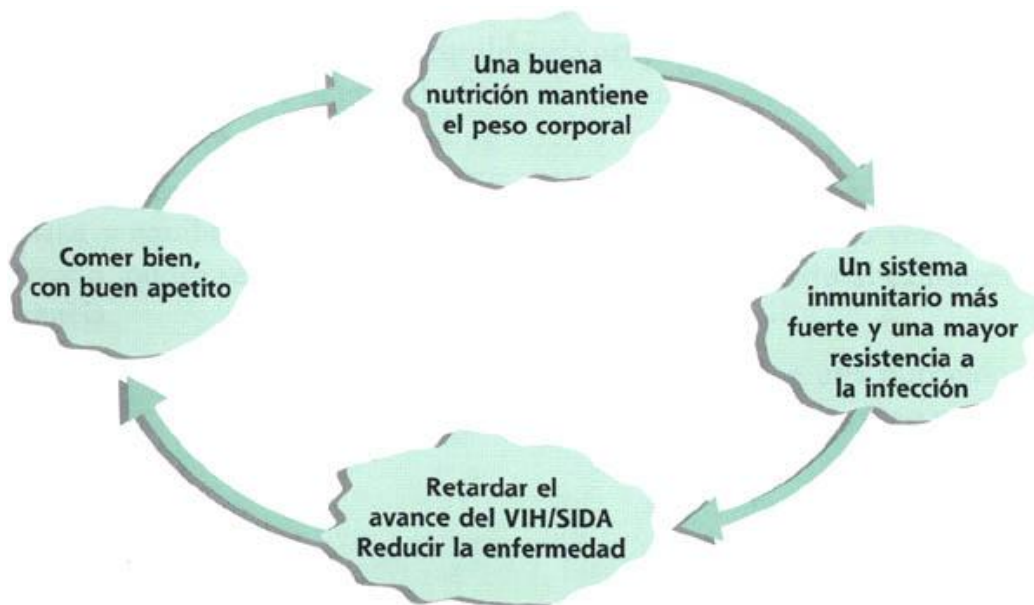 Una buena
nutrición mantiene
el peso corporal
Un sistema
inmunitario más
fuerte y una mayor
resistencia a
la infección
Retardar el
avance del VIH/SIDA
Reducir la enfermedad
Comer bien,
con buen apetito